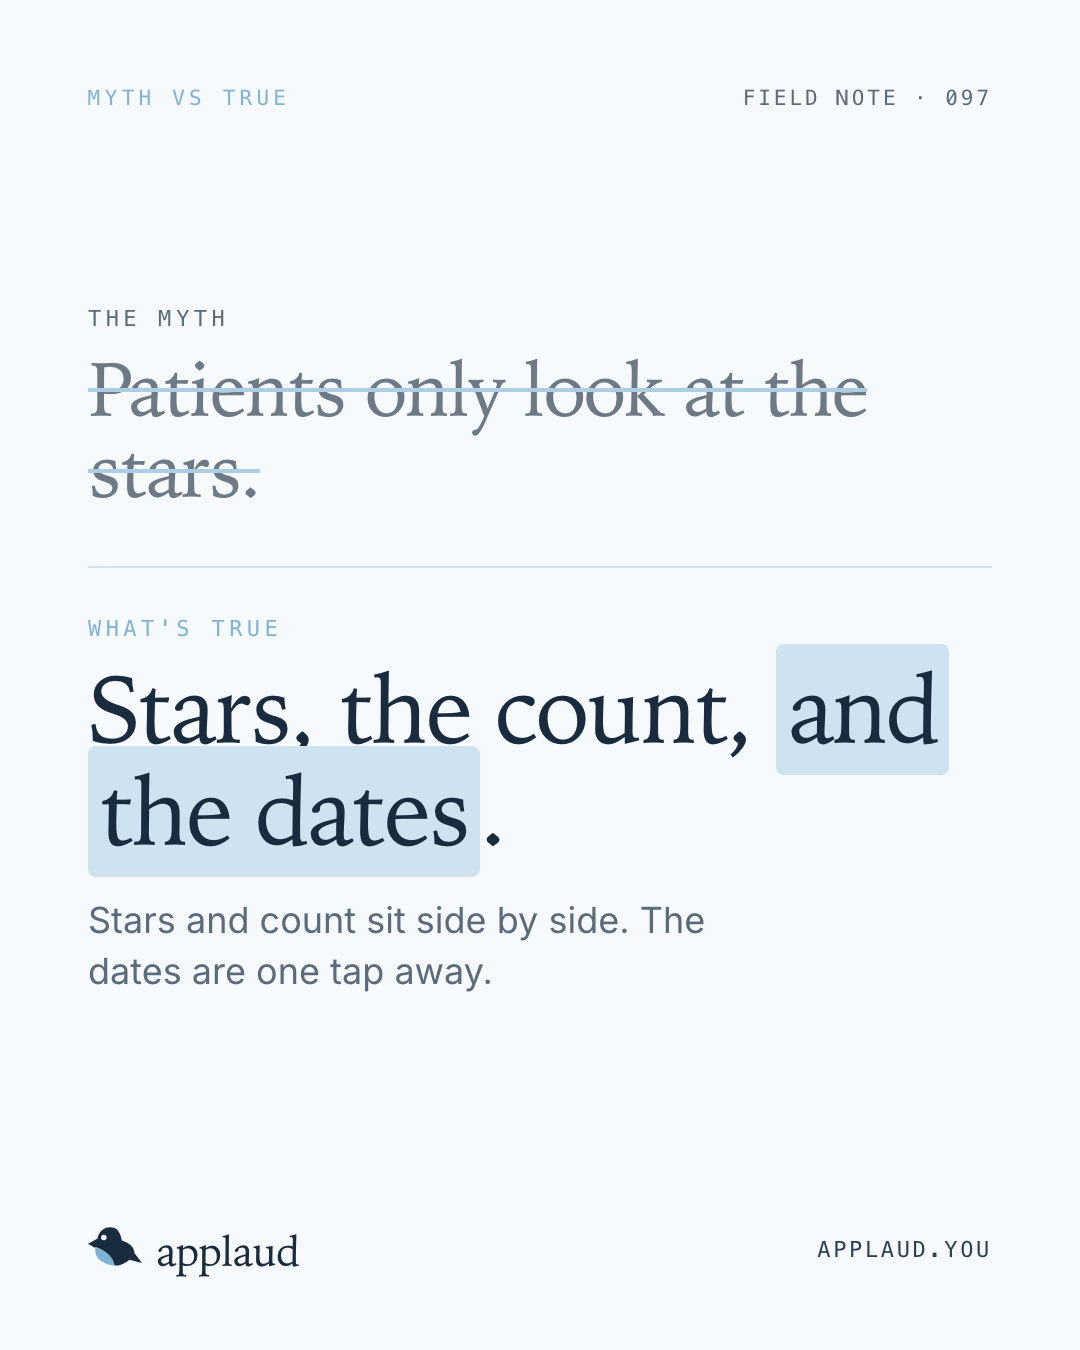 MYTH VS TRUE
FIELD NOTE · 097
THE MYTH
Patients only look at the
stars.
WHAT'S TRUE
Stars, the count, and
the dates.
Stars and count sit side by side. The
dates are one tap away.
applaud
APPLAUD.YOU